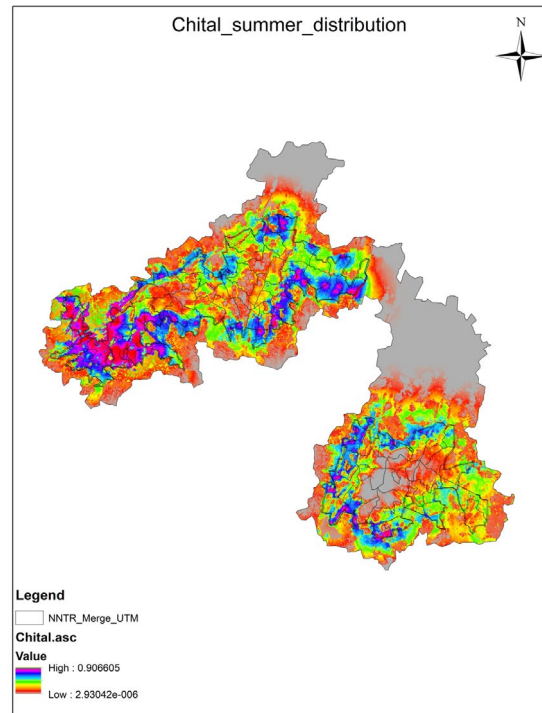 Chital_summer_distribution
N
Legend
NNTR_Merge_UTM
Chital.asc
Value
High : 0.906605
Low : 2.93042e-006